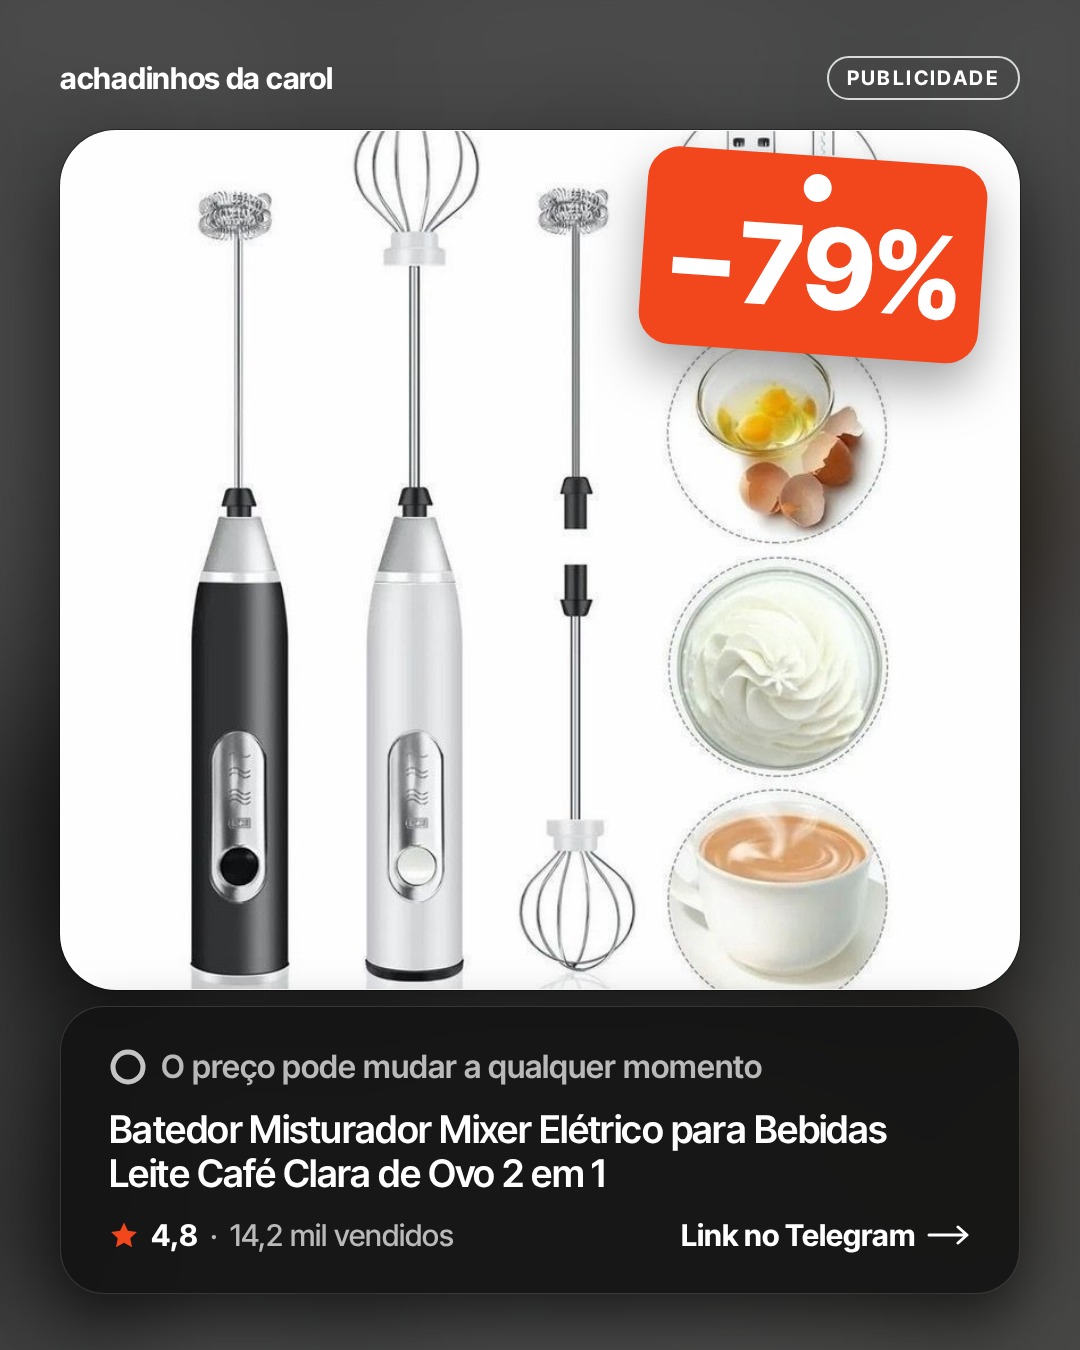 achadinhos da carol
PUBLICIDADE
–79%
O preço pode mudar a qualquer momento
Batedor Misturador Mixer Elétrico para Bebidas
Leite Café Clara de Ovo 2 em 1
4,8 · 14,2 mil vendidos
Link no Telegram →